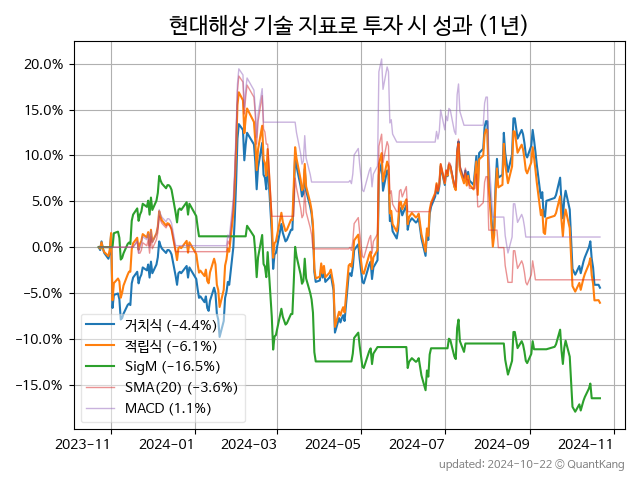 현대해상 기술 지표로 투자 시 성과 (1년)
20.0%
15.0%
10.0%
5.0%
0.0%
−5.0%
−10.0%
−15.0%
거치식 (−4.4%)
적립식 (−6.1%)
SigM (−16.5%)
SMA(20) (−3.6%)
MACD (1.1%)
2023-11 2024-01 2024-03 2024-05 2024-07 2024-09 2024-11
updated: 2024-10-22 © QuantKang